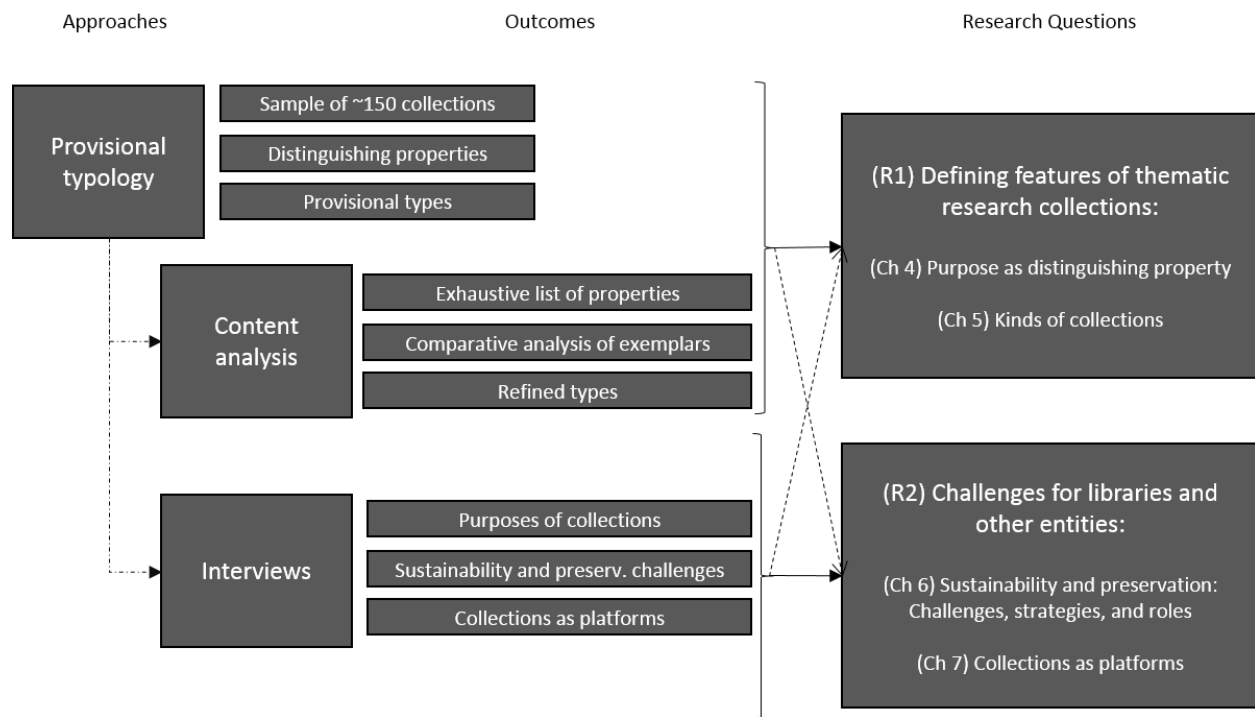 Approaches
Outcomes
Research Questions
Provisional
typology
Sample of ~150 collections
Distinguishing properties
Provisional types
Content
analysis
Exhaustive list of properties
Comparative analysis of exemplars
Refined types
Interviews
Purposes of collections
Sustainability and preserv. challenges
Collections as platforms
(R1) Defining features of thematic
research collections:
(Ch 4) Purpose as distinguishing property
(Ch 5) Kinds of collections
(R2) Challenges for libraries and
other entities:
(Ch 6) Sustainability and preservation:
Challenges, strategies, and roles
(Ch 7) Collections as platforms